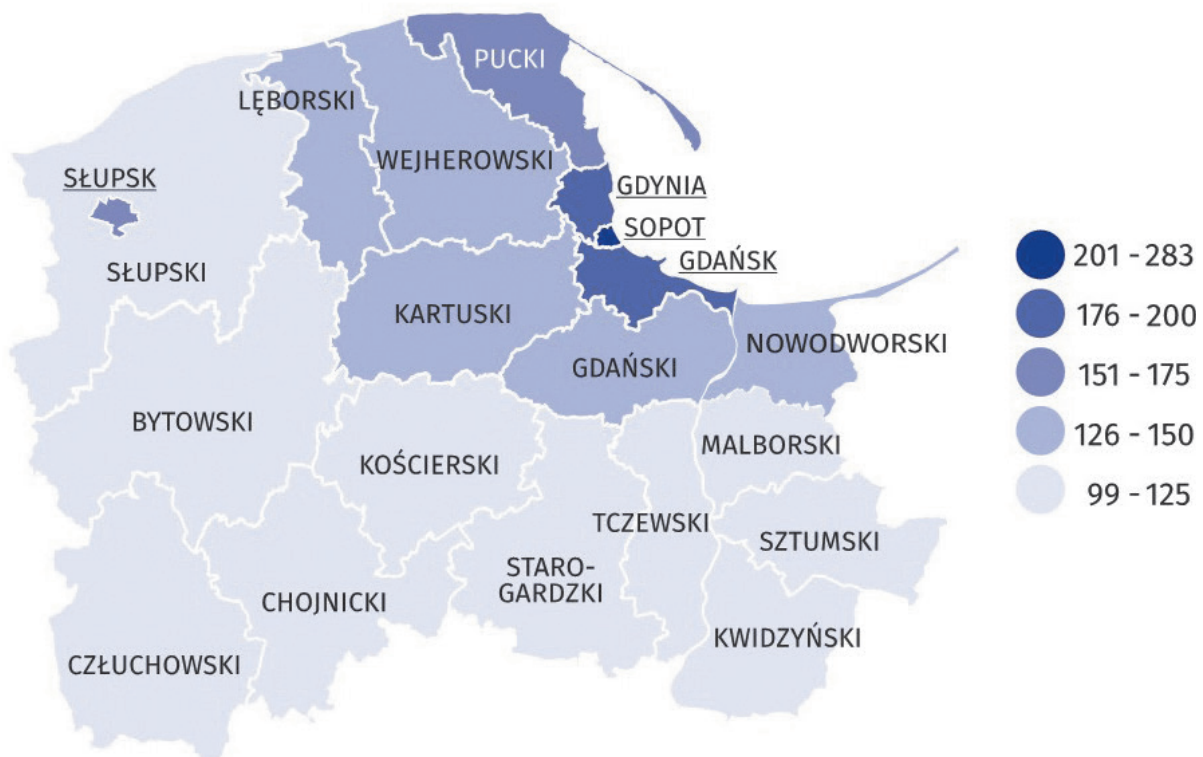 PUCKI
LĘBORSKI
WEJHEROWSKI
SŁUPSK
GDYNIA
SOPOT
GDAŃSK
SŁUPSKI
KARTUSKI
NOWODWORSKI
GDAŃSKI
BYTOWSKI
KOŚCIERSKI
MALBORSKI
TCZEWSKI
SZTUMSKI
STARO-
GARDZKI
CHOJNICKI
KWIDZYŃSKI
CZŁUCHOWSKI
201 - 283
176 - 200
151 - 175
126 - 150
99 - 125